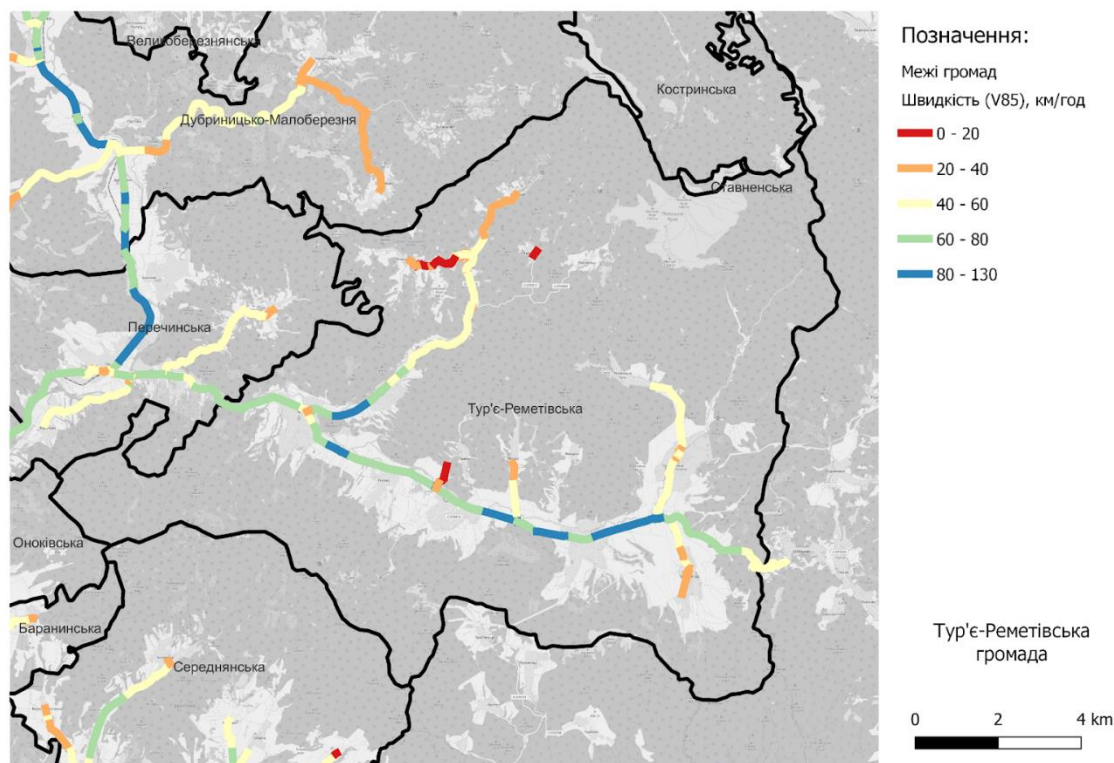 Великоберезнянська
Костринська
Дубриницько-Малоберезня
Ставненська
Перечинська
Тур'є-Реметівська
Оноківська
Баранинська
Середнянська
Позначення:
Межі громад
Швидкість (V85), км/год
0 - 20
20 - 40
40 - 60
60 - 80
80 - 130
Тур'є-Реметівська
громада
0 2 4 km